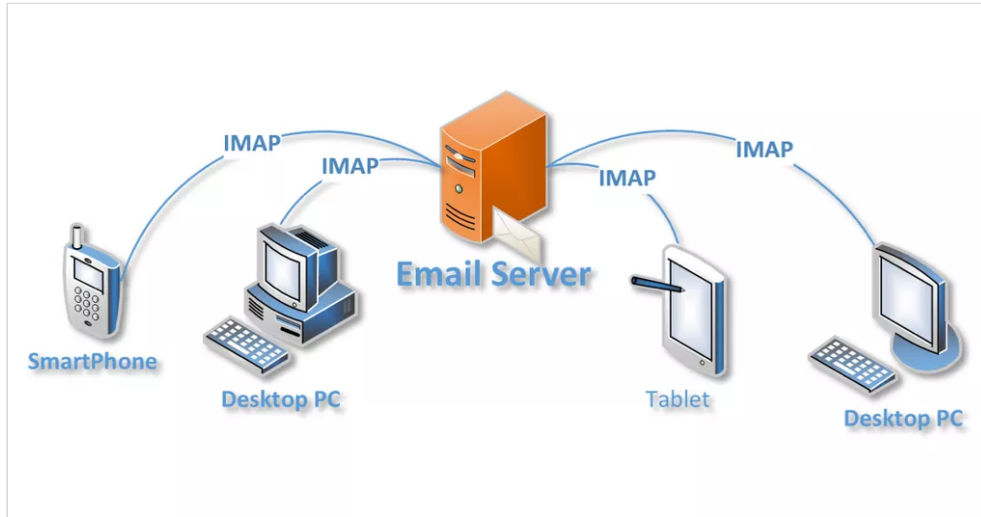 IMAP
IMAP
IMAP
IMAP
Email Server
SmartPhone
Desktop PC
Tablet
Desktop PC